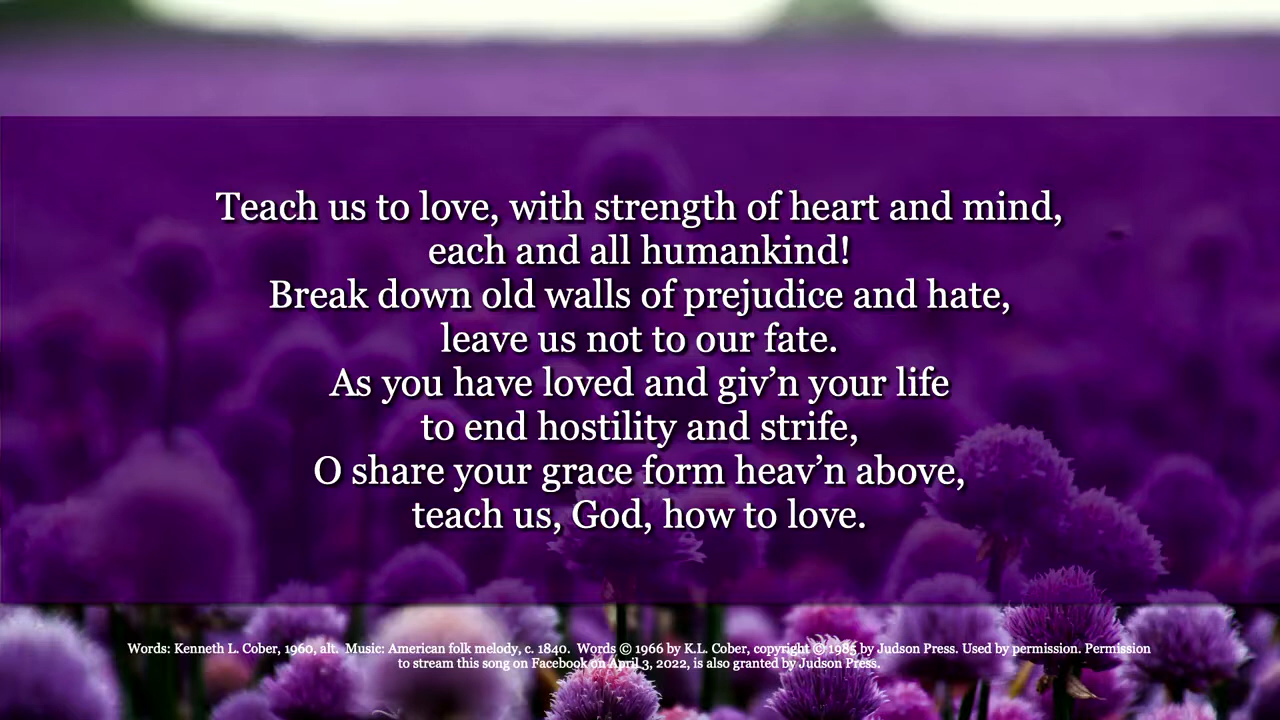 Teach us to love, with strength of heart and mind,
each and all humankind!
Break down old walls of prejudice and hate,
leave us not to our fate.
As you have loved and giv’n your life
to end hostility and strife,
O share your grace form heav’n above,
teach us, God, how to love.
Words: Kenneth L. Cober, 1960, alt.  Music: American folk melody, c. 1840.  Words © 1966 by K.L. Cober, copyright © 1985 by Judson Press. Used by permission. Permission
to stream this song on Facebook on April 3, 2022, is also granted by Judson Press.